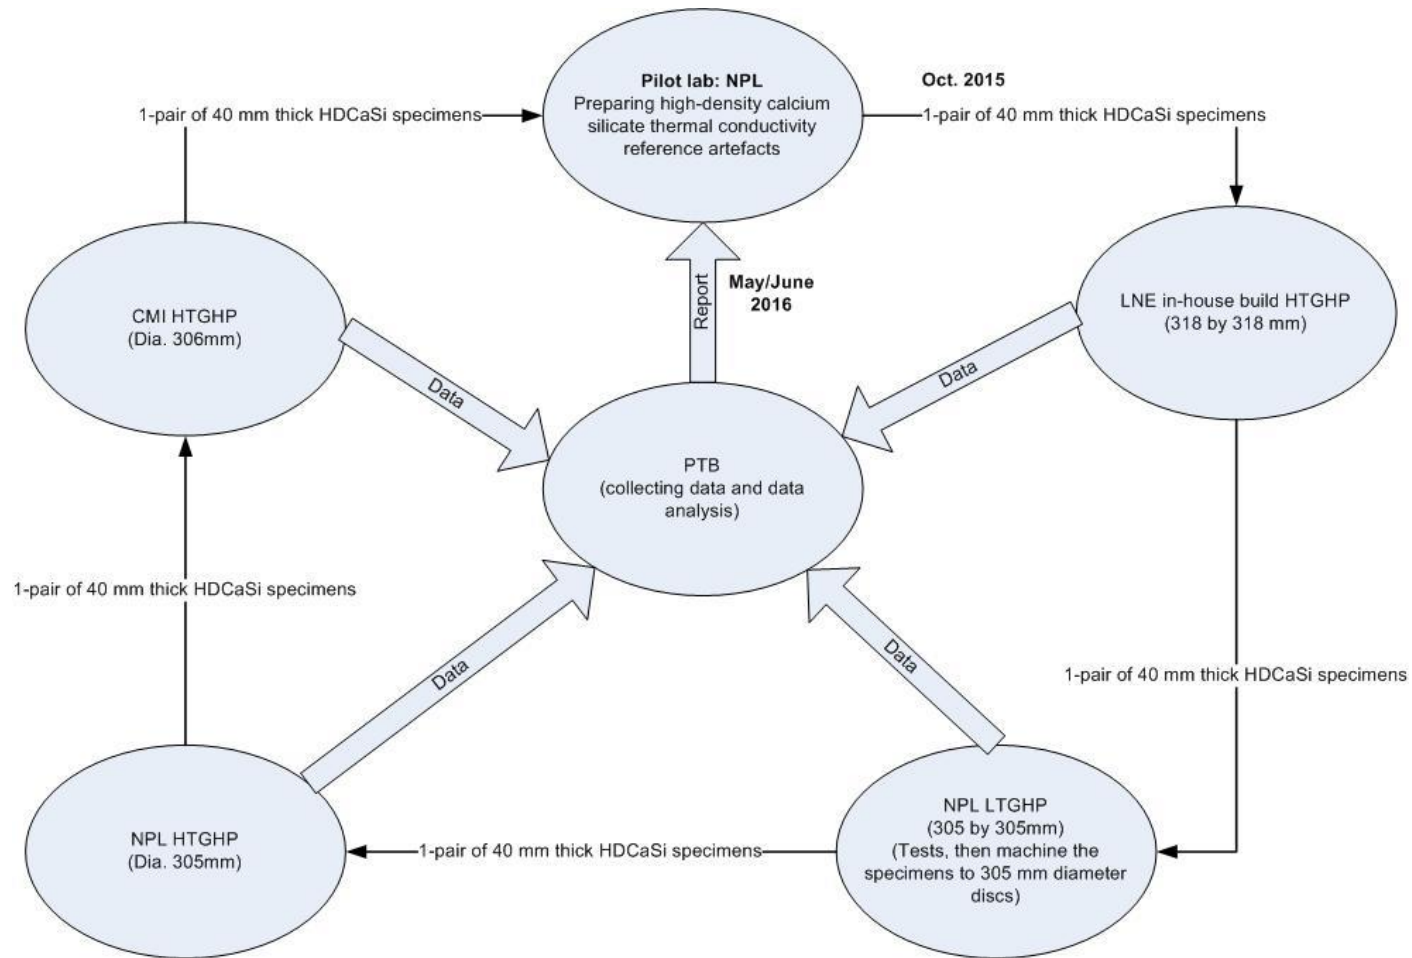 Pilot lab: NPL
Preparing high-density calcium
silicate thermal conductivity
reference artefacts
Oct. 2015
1-pair of 40 mm thick HDCaSi specimens
1-pair of 40 mm thick HDCaSi specimens
CMI HTGHP
(Dia. 306mm)
Report
May/June
2016
LNE in-house build HTGHP
(318 by 318 mm)
Data
Data
PTB
(collecting data and data
analysis)
1-pair of 40 mm thick HDCaSi specimens
1-pair of 40 mm thick HDCaSi specimens
Data
Data
NPL HTGHP
(Dia. 305mm)
1-pair of 40 mm thick HDCaSi specimens
NPL LTGHP
(305 by 305mm)
(Tests, then machine the
specimens to 305 mm diameter
discs)